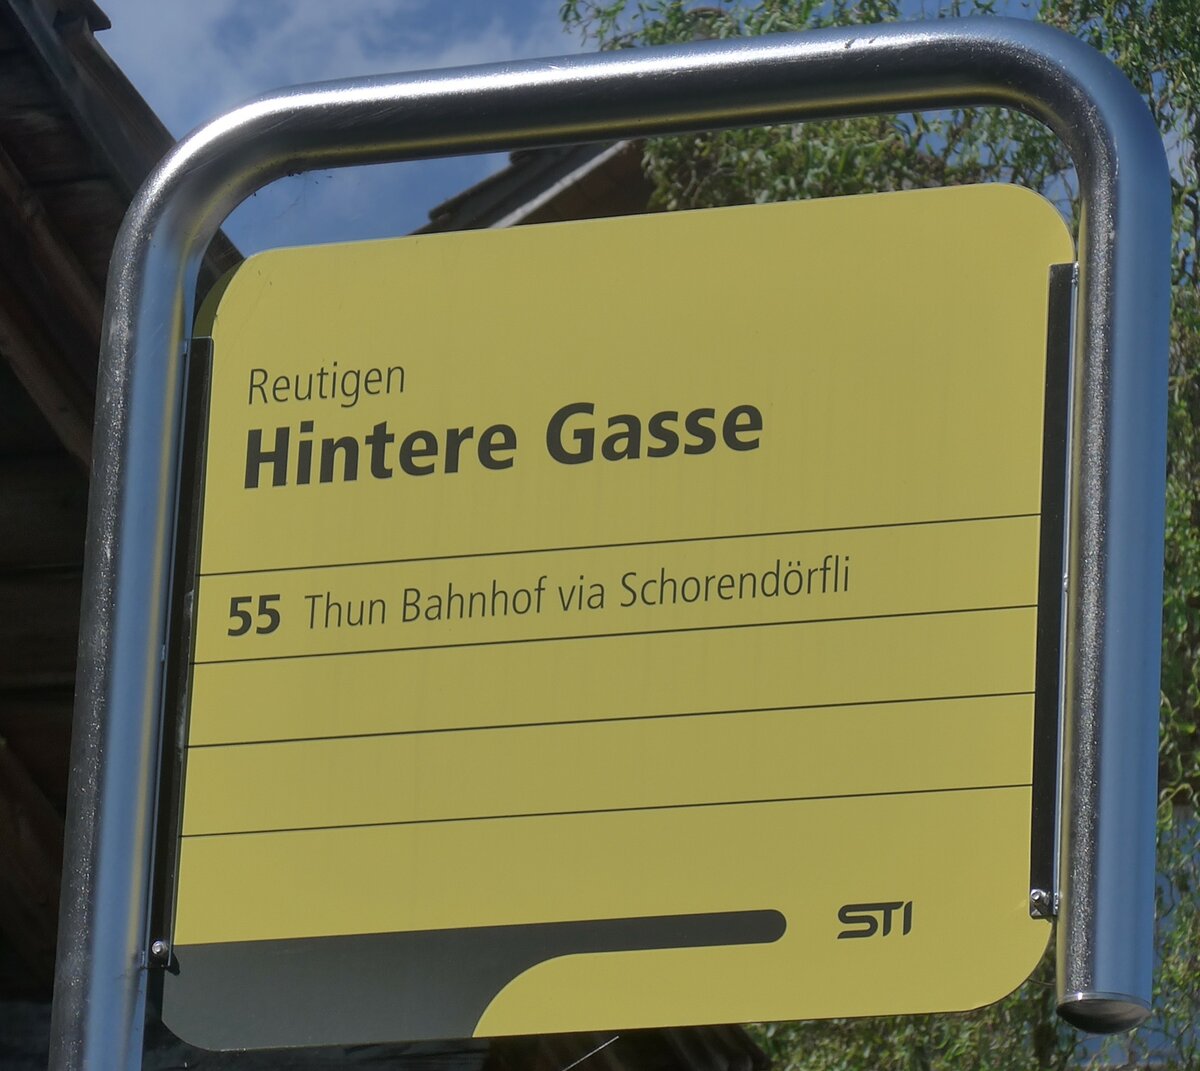 Reutigen
Hintere Gasse
55 Thun Bahnhof via Schorendörfli
STI